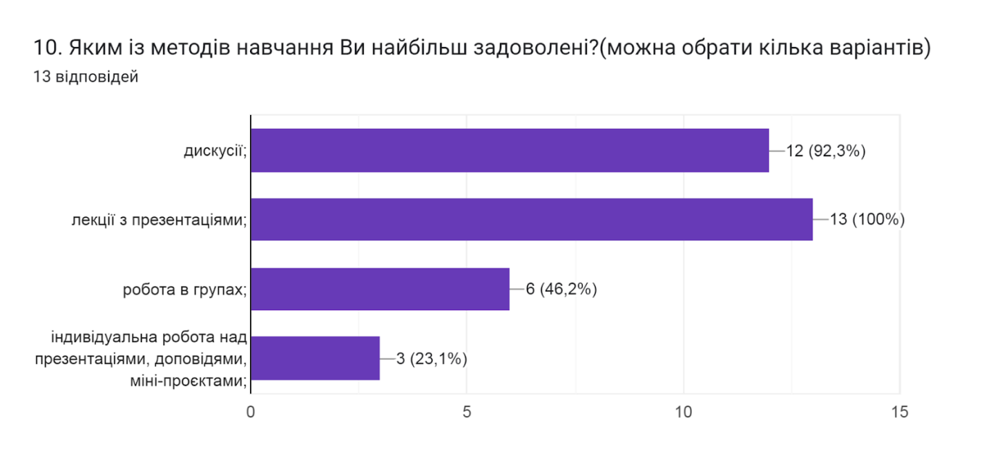 10. Яким із методів навчання Ви найбільш задоволені?(можна обрати кілька варіантів)
13 відповідей
дискусії;
12 (92,3%)
лекції з презентаціями;
13 (100%)
робота в групах;
6 (46,2%)
індивідуальна робота над
презентаціями, доповідями,
міні-проєктами;
3 (23,1%)
0
5
10
15